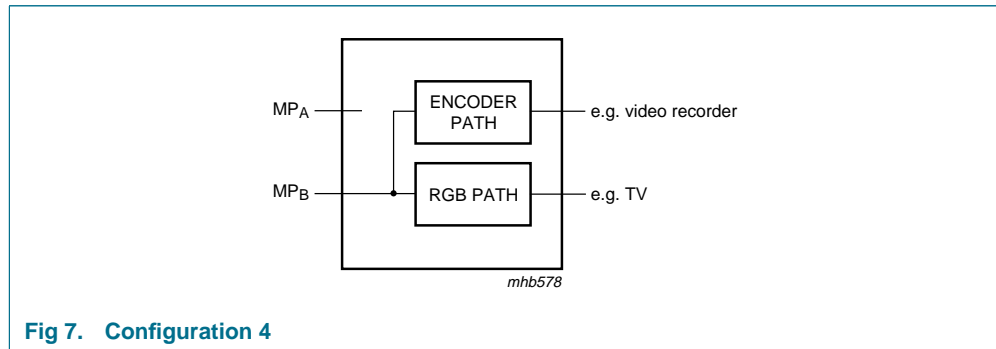 MPA
ENCODER
PATH
e.g. video recorder
MPB
RGB PATH
e.g. TV
mhb578
Fig 7. Configuration 4